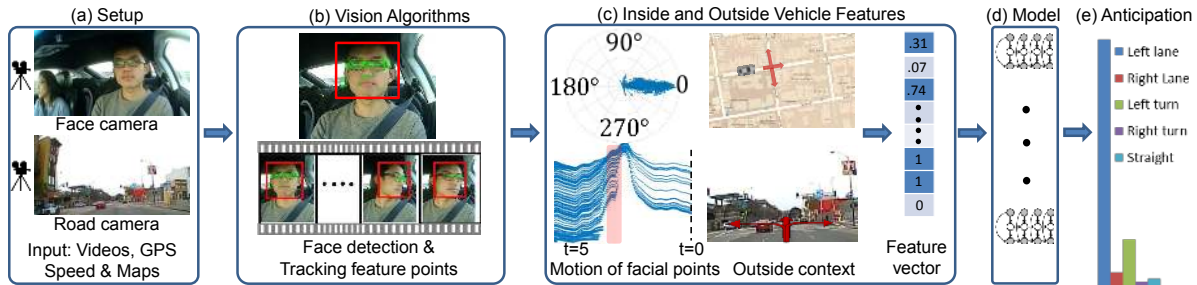 (a) Setup
Face camera
Road camera
Input: Videos, GPS
Speed & Maps
(b) Vision Algorithms
Face detection &
Tracking feature points
(c) Inside and Outside Vehicle Features
90°
180°
0
270°
t=5
t=0
Motion of facial points
Outside context
.31
.07
.74
1
1
0
Feature
vector
(d) Model
(e) Anticipation
Left lane
Right Lane
Left turn
Right turn
Straight